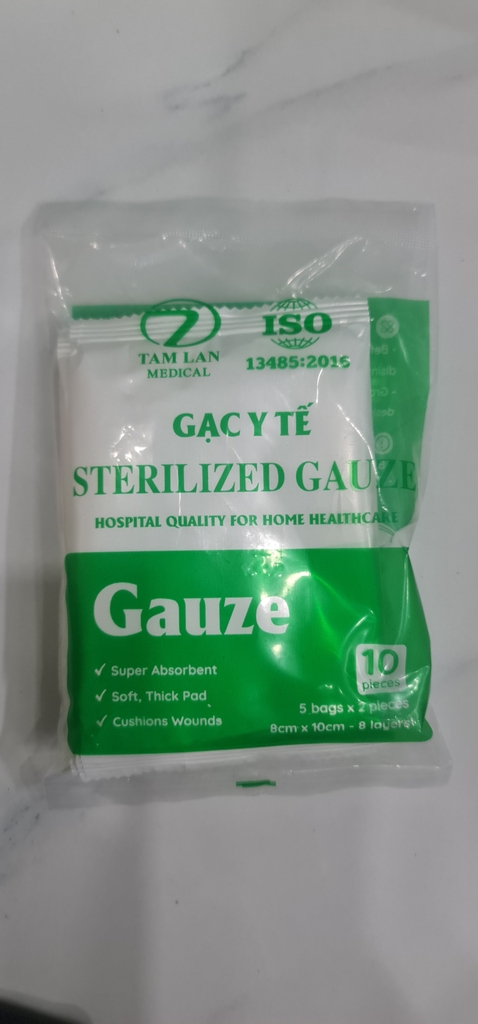 TAM LAN
MEDICAL
ISO
13485:2016
GẠC Y TẾ
STERILIZED GAUZE
HOSPITAL QUALITY FOR HOME HEALTHCARE
Gauze
✓ Super Absorbent
✓ Soft, Thick Pad
✓ Cushions Wounds
10
pieces
5 bags x 2 pieces
8cm x 10cm - 8 layers